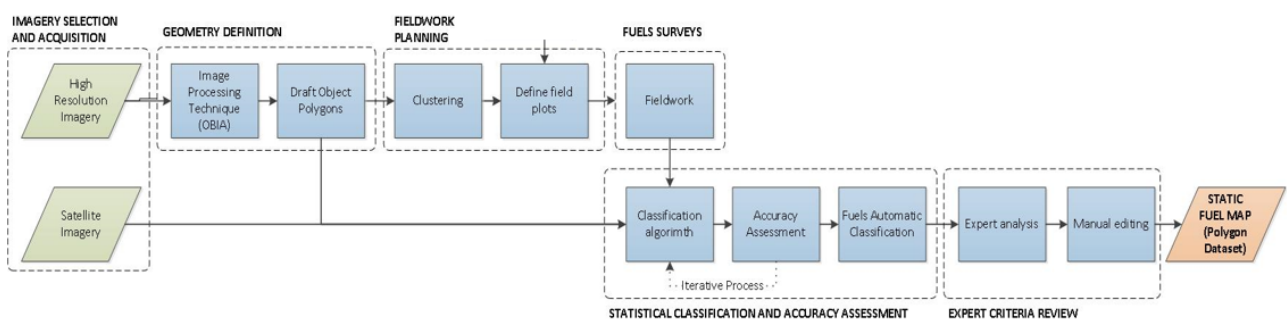 IMAGERY SELECTION
AND ACQUISITION
High
Resolution
Imagery
Satellite
Imagery
GEOMETRY DEFINITION
Image
Processing
Technique
(OBIA)
Draft Object
Polygons
FIELDWORK
PLANNING
Clustering
Define field
plots
FUELS SURVEYS
Fieldwork
Classification
algorimth
Accuracy
Assessment
Fuels Automatic
Classification
Iterative Process
STATISTICAL CLASSIFICATION AND ACCURACY ASSESSMENT
Expert analysis
Manual editing
EXPERT CRITERIA REVIEW
STATIC
FUEL MAP
(Polygon
Dataset)